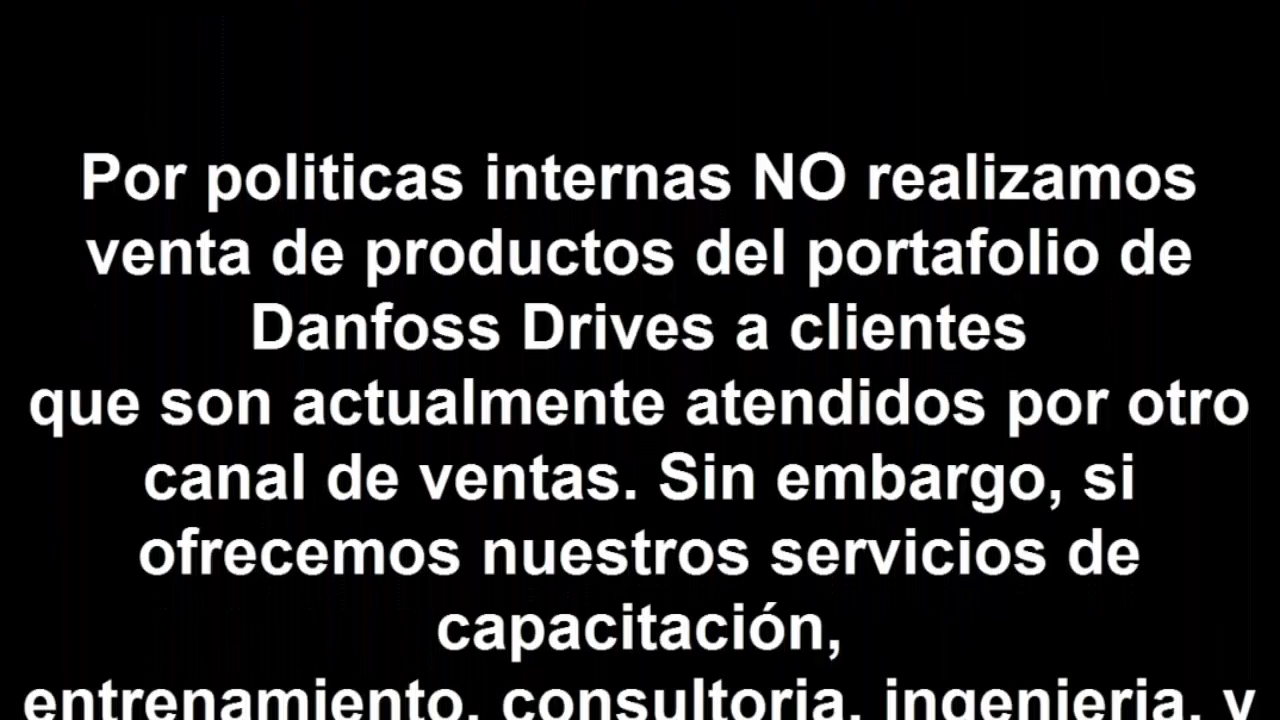 Por politicas internas NO realizamos
venta de productos del portafolio de
Danfoss Drives a clientes
que son actualmente atendidos por otro
canal de ventas. Sin embargo, si
ofrecemos nuestros servicios de
capacitación,
entrenamiento, consultoria, ingenieria, y